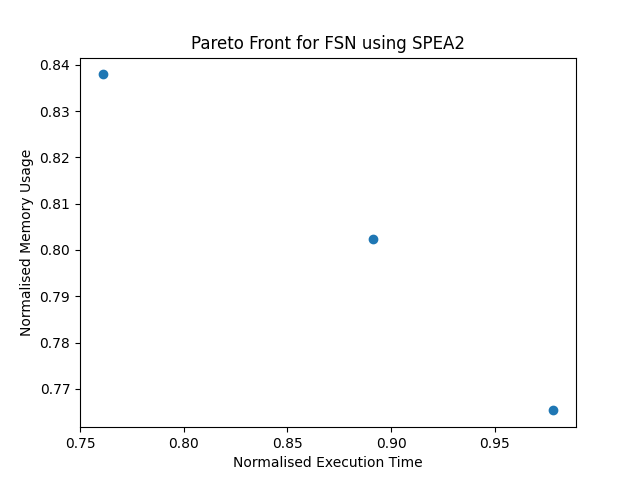 Pareto Front for FSN using SPEA2
0.84
0.83
0.82
0.81
0.80
0.79
0.78
0.77
Normalised Memory Usage
0.75 0.80 0.85 0.90 0.95
Normalised Execution Time